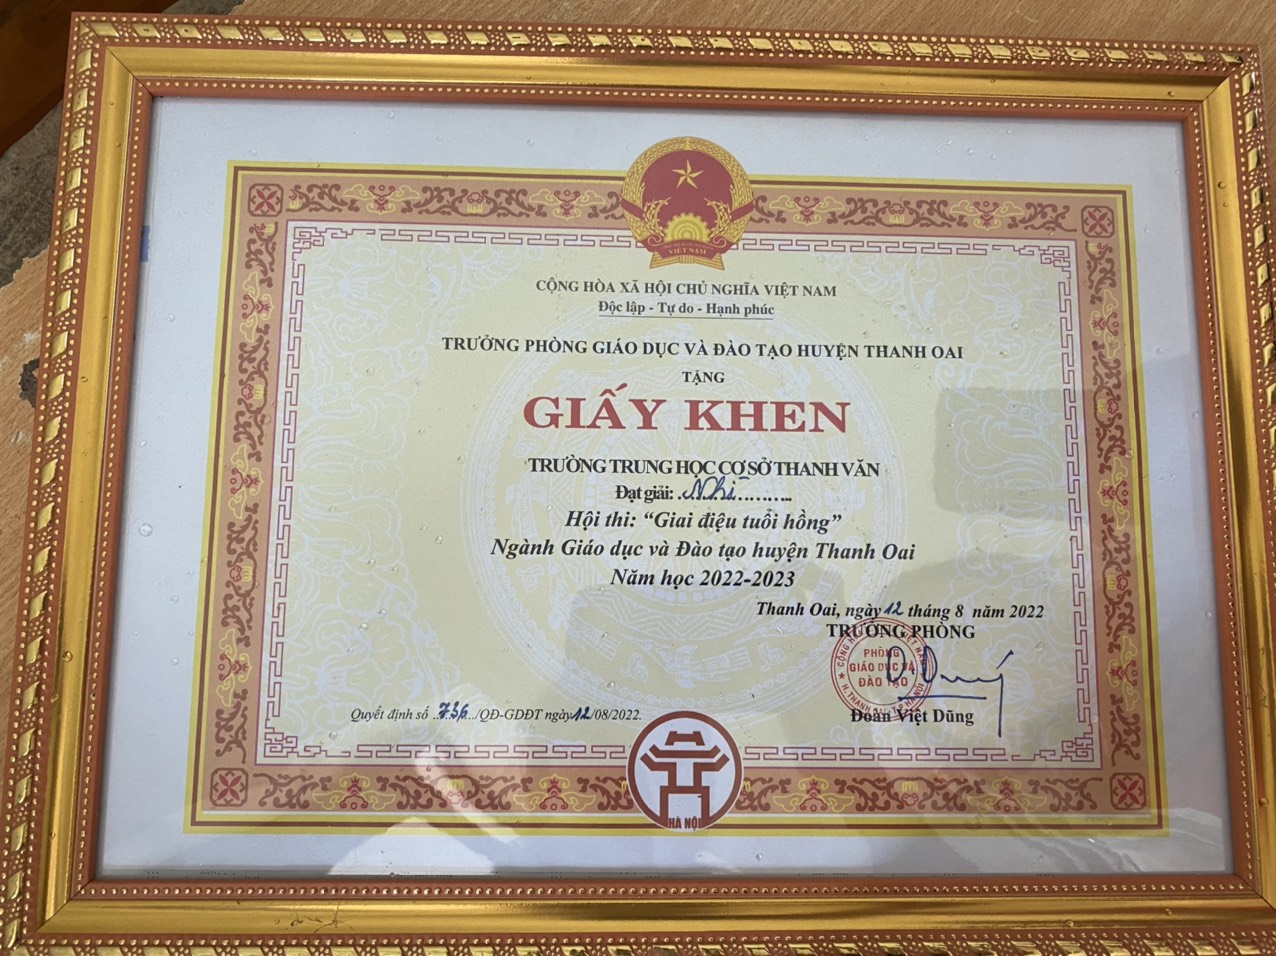 VIỆT NAM
CỘNG HÒA XÃ HỘI CHỦ NGHĨA VIỆT NAM
Độc lập - Tự do - Hạnh phúc
TRƯỞNG PHÒNG GIÁO DỤC VÀ ĐÀO TẠO HUYỆN THANH OAI
TẶNG
GIẤY KHEN
TRƯỜNG TRUNG HỌC CƠ SỞ THANH VĂN
Đạt giải: Nhì
Hội thi: “Giai điệu tuổi hồng”
Ngành Giáo dục và Đào tạo huyện Thanh Oai
Năm học 2022-2023
Thanh Oai, ngày 12 tháng 8 năm 2022
TRƯỞNG PHÒNG
PHÒNG
GIÁO DỤC VÀ
ĐÀO TẠO
Đoàn Việt Dũng
Quyết định số 736/QĐ-GDĐT ngày 12/08/2022.
HÀ NỘI